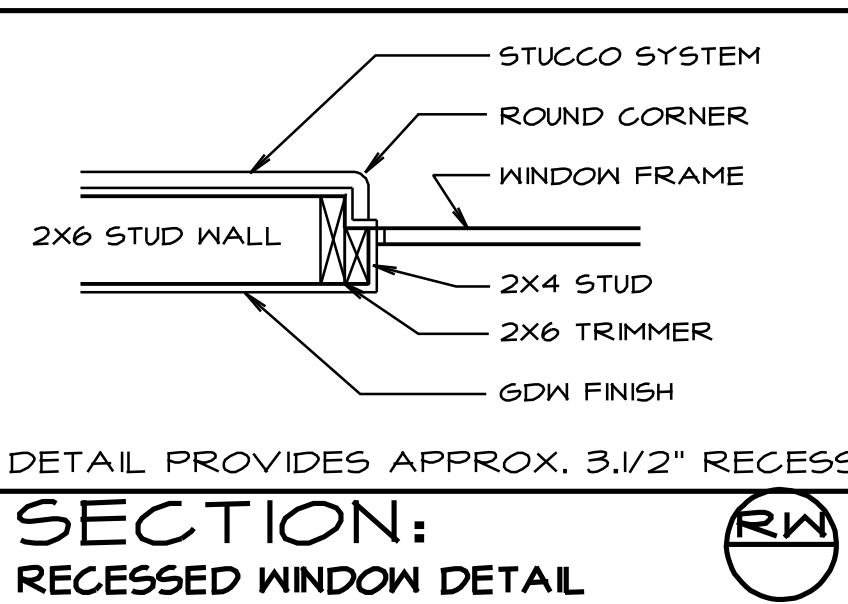 STUCCO SYSTEM
ROUND CORNER
WINDOW FRAME
2X6 STUD WALL
2X4 STUD
2X6 TRIMMER
GDW FINISH
DETAIL PROVIDES APPROX. 3.1/2" RECESS
SECTION:
RW
RECESSED WINDOW DETAIL